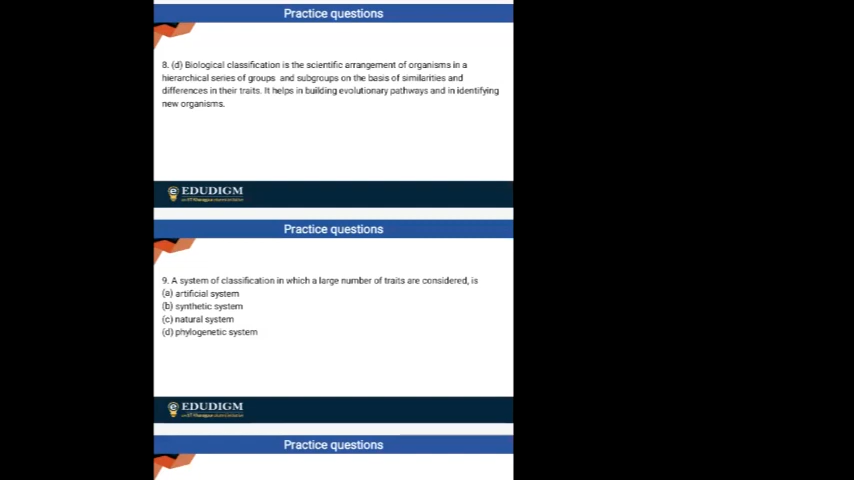 Practice questions
8. (d) Biological classification is the scientific arrangement of organisms in a
hierarchical series of groups and subgroups on the basis of similarities and
differences in their traits. It helps in building evolutionary pathways and in identifying
new organisms.
EDUDIGM
Practice questions
9. A system of classification in which a large number of traits are considered, is
(a) artificial system
(b) synthetic system
(c) natural system
(d) phylogenetic system
EDUDIGM
Practice questions